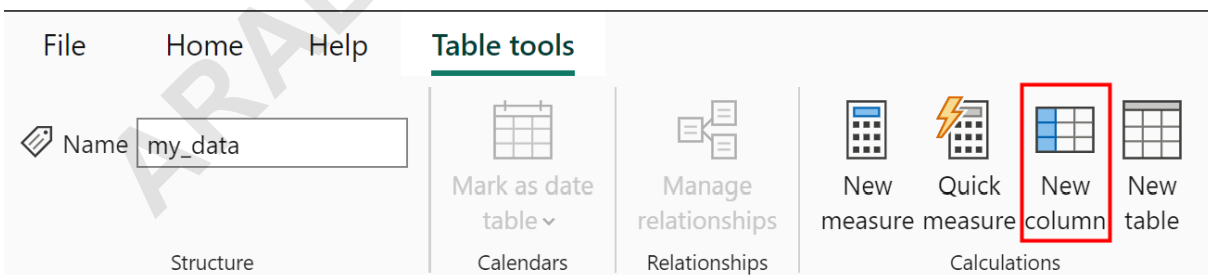 File Home Help Table tools
Name my_data
Mark as date
table
Manage
relationships
New
measure
Quick
measure
New
column
New
table
Structure Calendars Relationships Calculations